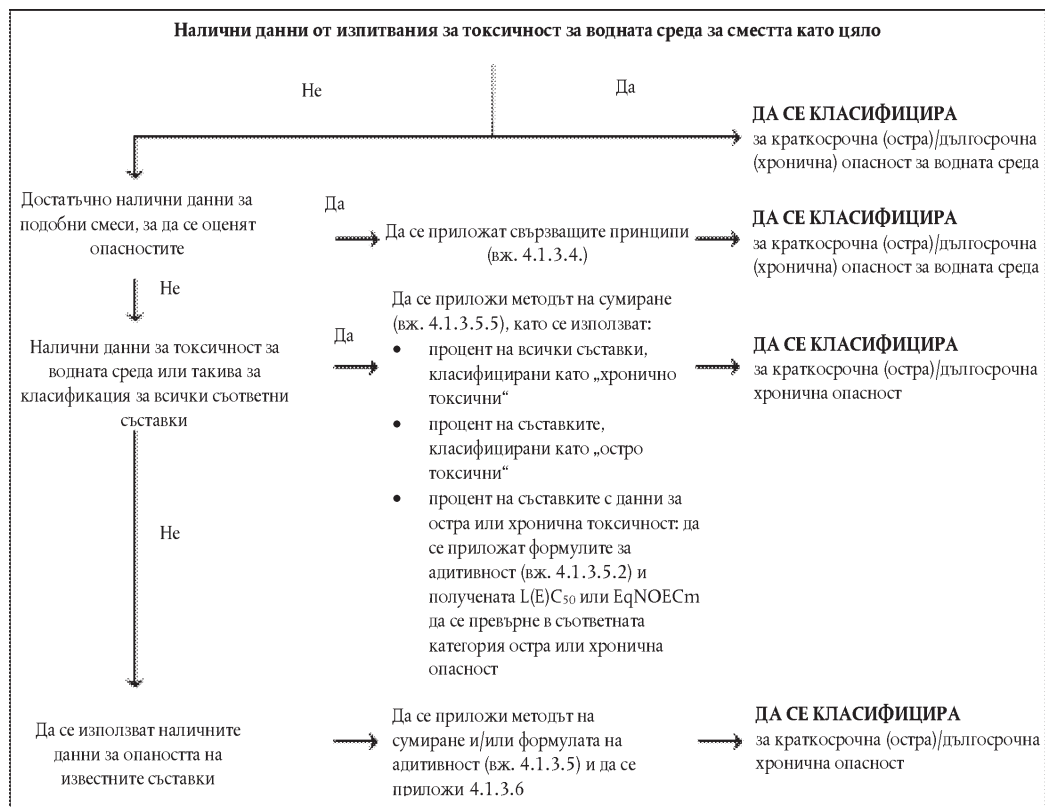 Налични данни от изпитвания за токсичност за водната среда за сместта като цяло
Не
Да
ДА СЕ КЛАСИФИЦИРА
за краткосрочна (остра)/дългосрочна
(хронична) опасност за водната среда
Достатъчно налични данни за
подобни смеси, за да се оценят
опасностите
Да
Да се приложат свързващите принципи
(вж. 4.1.3.4.)
ДА СЕ КЛАСИФИЦИРА
за краткосрочна (остра)/дългосрочна
(хронична) опасност за водната среда
Не
Налични данни за токсичност за
водната среда или такива за
класификация за всички съответни
съставки
Да
Да се приложи методът на сумиране
(вж. 4.1.3.5.5), като се използват:
• процент на всички съставки,
класифицирани като „хронично
токсични“
• процент на съставките,
класифицирани като „остро
токсични“
• процент на съставките с данни за
остра или хронична токсичност: да
се приложат формулите за
адитивност (вж. 4.1.3.5.2) и
получената L(E)C₅₀ или EqNOECm
да се превърне в съответната
категория остра или хронична
опасност
ДА СЕ КЛАСИФИЦИРА
за краткосрочна (остра)/дългосрочна
хронична опасност
Не
Да се използват наличните
данни за опаността на
известните съставки
Да се приложи методът на
сумиране и/или формулата на
адитивност (вж. 4.1.3.5) и да се
приложи 4.1.3.6
ДА СЕ КЛАСИФИЦИРА
за краткосрочна (остра)/дългосрочна
хронична опасност